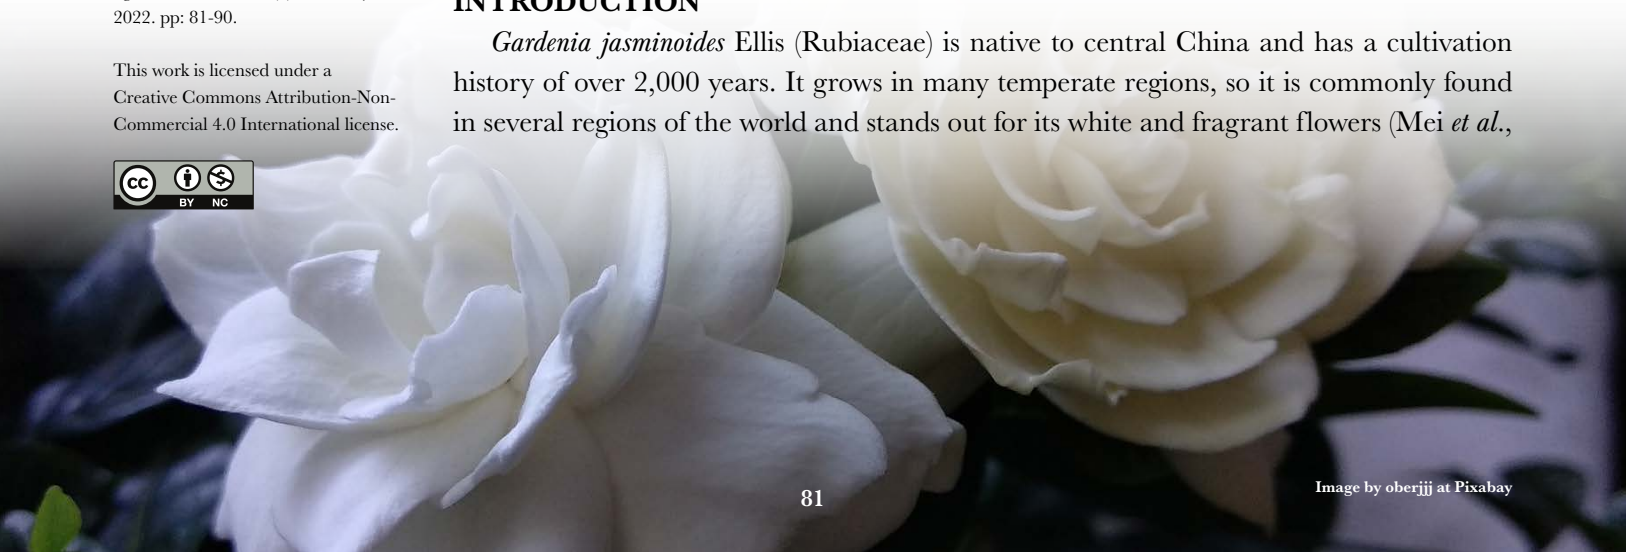 2022. pp: 81-90.
This work is licensed under a
Creative Commons Attribution-Non-
Commercial 4.0 International license.
cc
BY NC
INTRODUCTION
Gardenia jasminoides Ellis (Rubiaceae) is native to central China and has a cultivation
history of over 2,000 years. It grows in many temperate regions, so it is commonly found
in several regions of the world and stands out for its white and fragrant flowers (Mei et al.,
81
Image by oberjjj at Pixabay